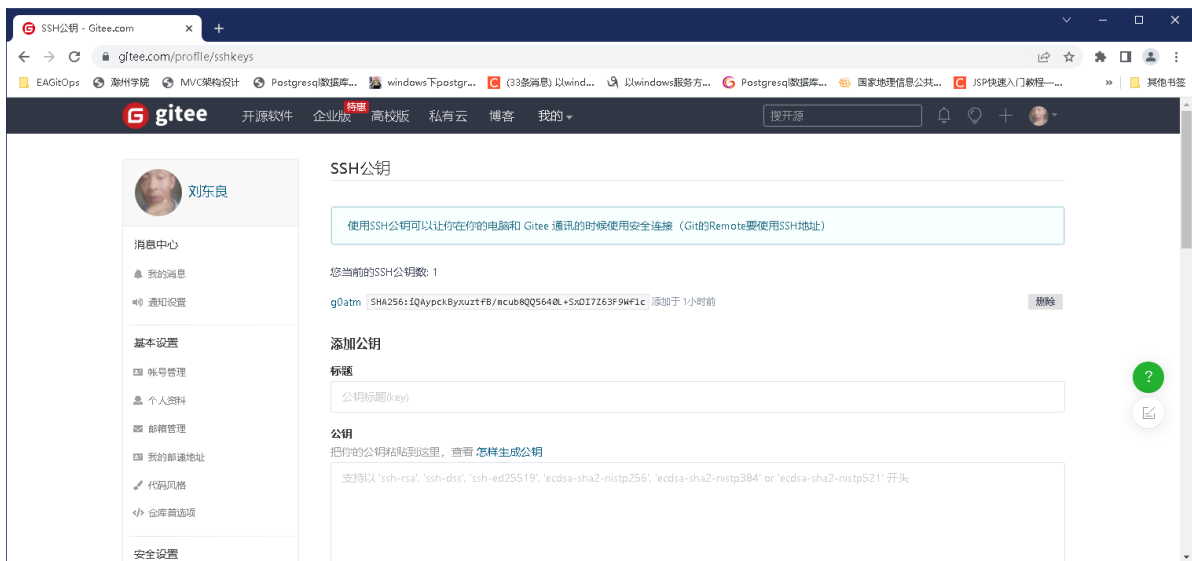 SSH公钥 - Gitee.com
gitee.com/profile/sshkeys
EAGitOps 滁州学院 MVC架构设计 Postgresql数据库... windows下postgr... (33条消息) 以wind... 以windows服务方... Postgresql数据库... 国家地理信息公共... JSP快速入门教程—... » 其他书签
gitee 开源软件 企业版 特惠 高校版 私有云 博客 我的 搜开源
刘东良
消息中心
我的消息
通知设置
基本设置
帐号管理
个人资料
邮箱管理
我的邮递地址
代码风格
仓库首选项
安全设置
SSH公钥
使用SSH公钥可以让你在你的电脑和 Gitee 通讯的时候使用安全连接（Git的Remote要使用SSH地址）
您当前的SSH公钥数: 1
g0atm SHA256:iQAypckByxuztfB/mcub8QQ5640L+SxOI7Z63F9Wf1c 添加于 1小时前 删除
添加公钥
标题
公钥标题(key)
公钥
把你的公钥粘贴到这里，查看 怎样生成公钥
支持以 'ssh-rsa', 'ssh-dss', 'ssh-ed25519', 'ecdsa-sha2-nistp256', 'ecdsa-sha2-nistp384' or 'ecdsa-sha2-nistp521' 开头
?